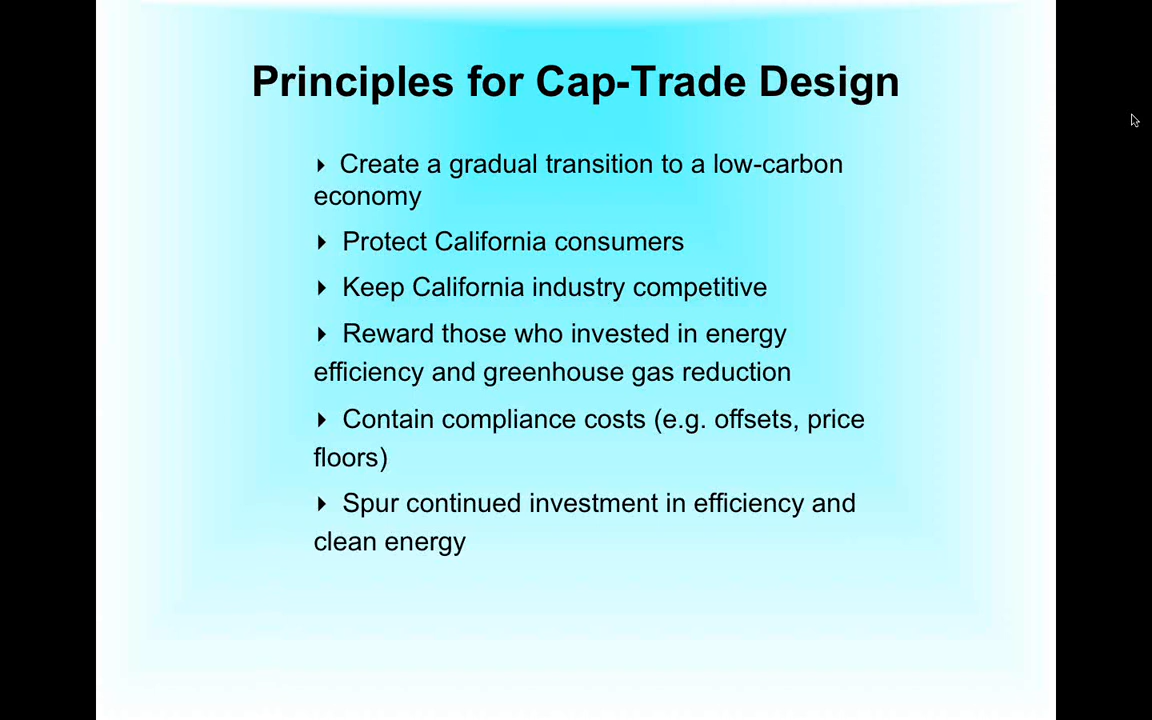 Principles for Cap-Trade Design
Create a gradual transition to a low-carbon
economy
Protect California consumers
Keep California industry competitive
Reward those who invested in energy
efficiency and greenhouse gas reduction
Contain compliance costs (e.g. offsets, price
floors)
Spur continued investment in efficiency and
clean energy